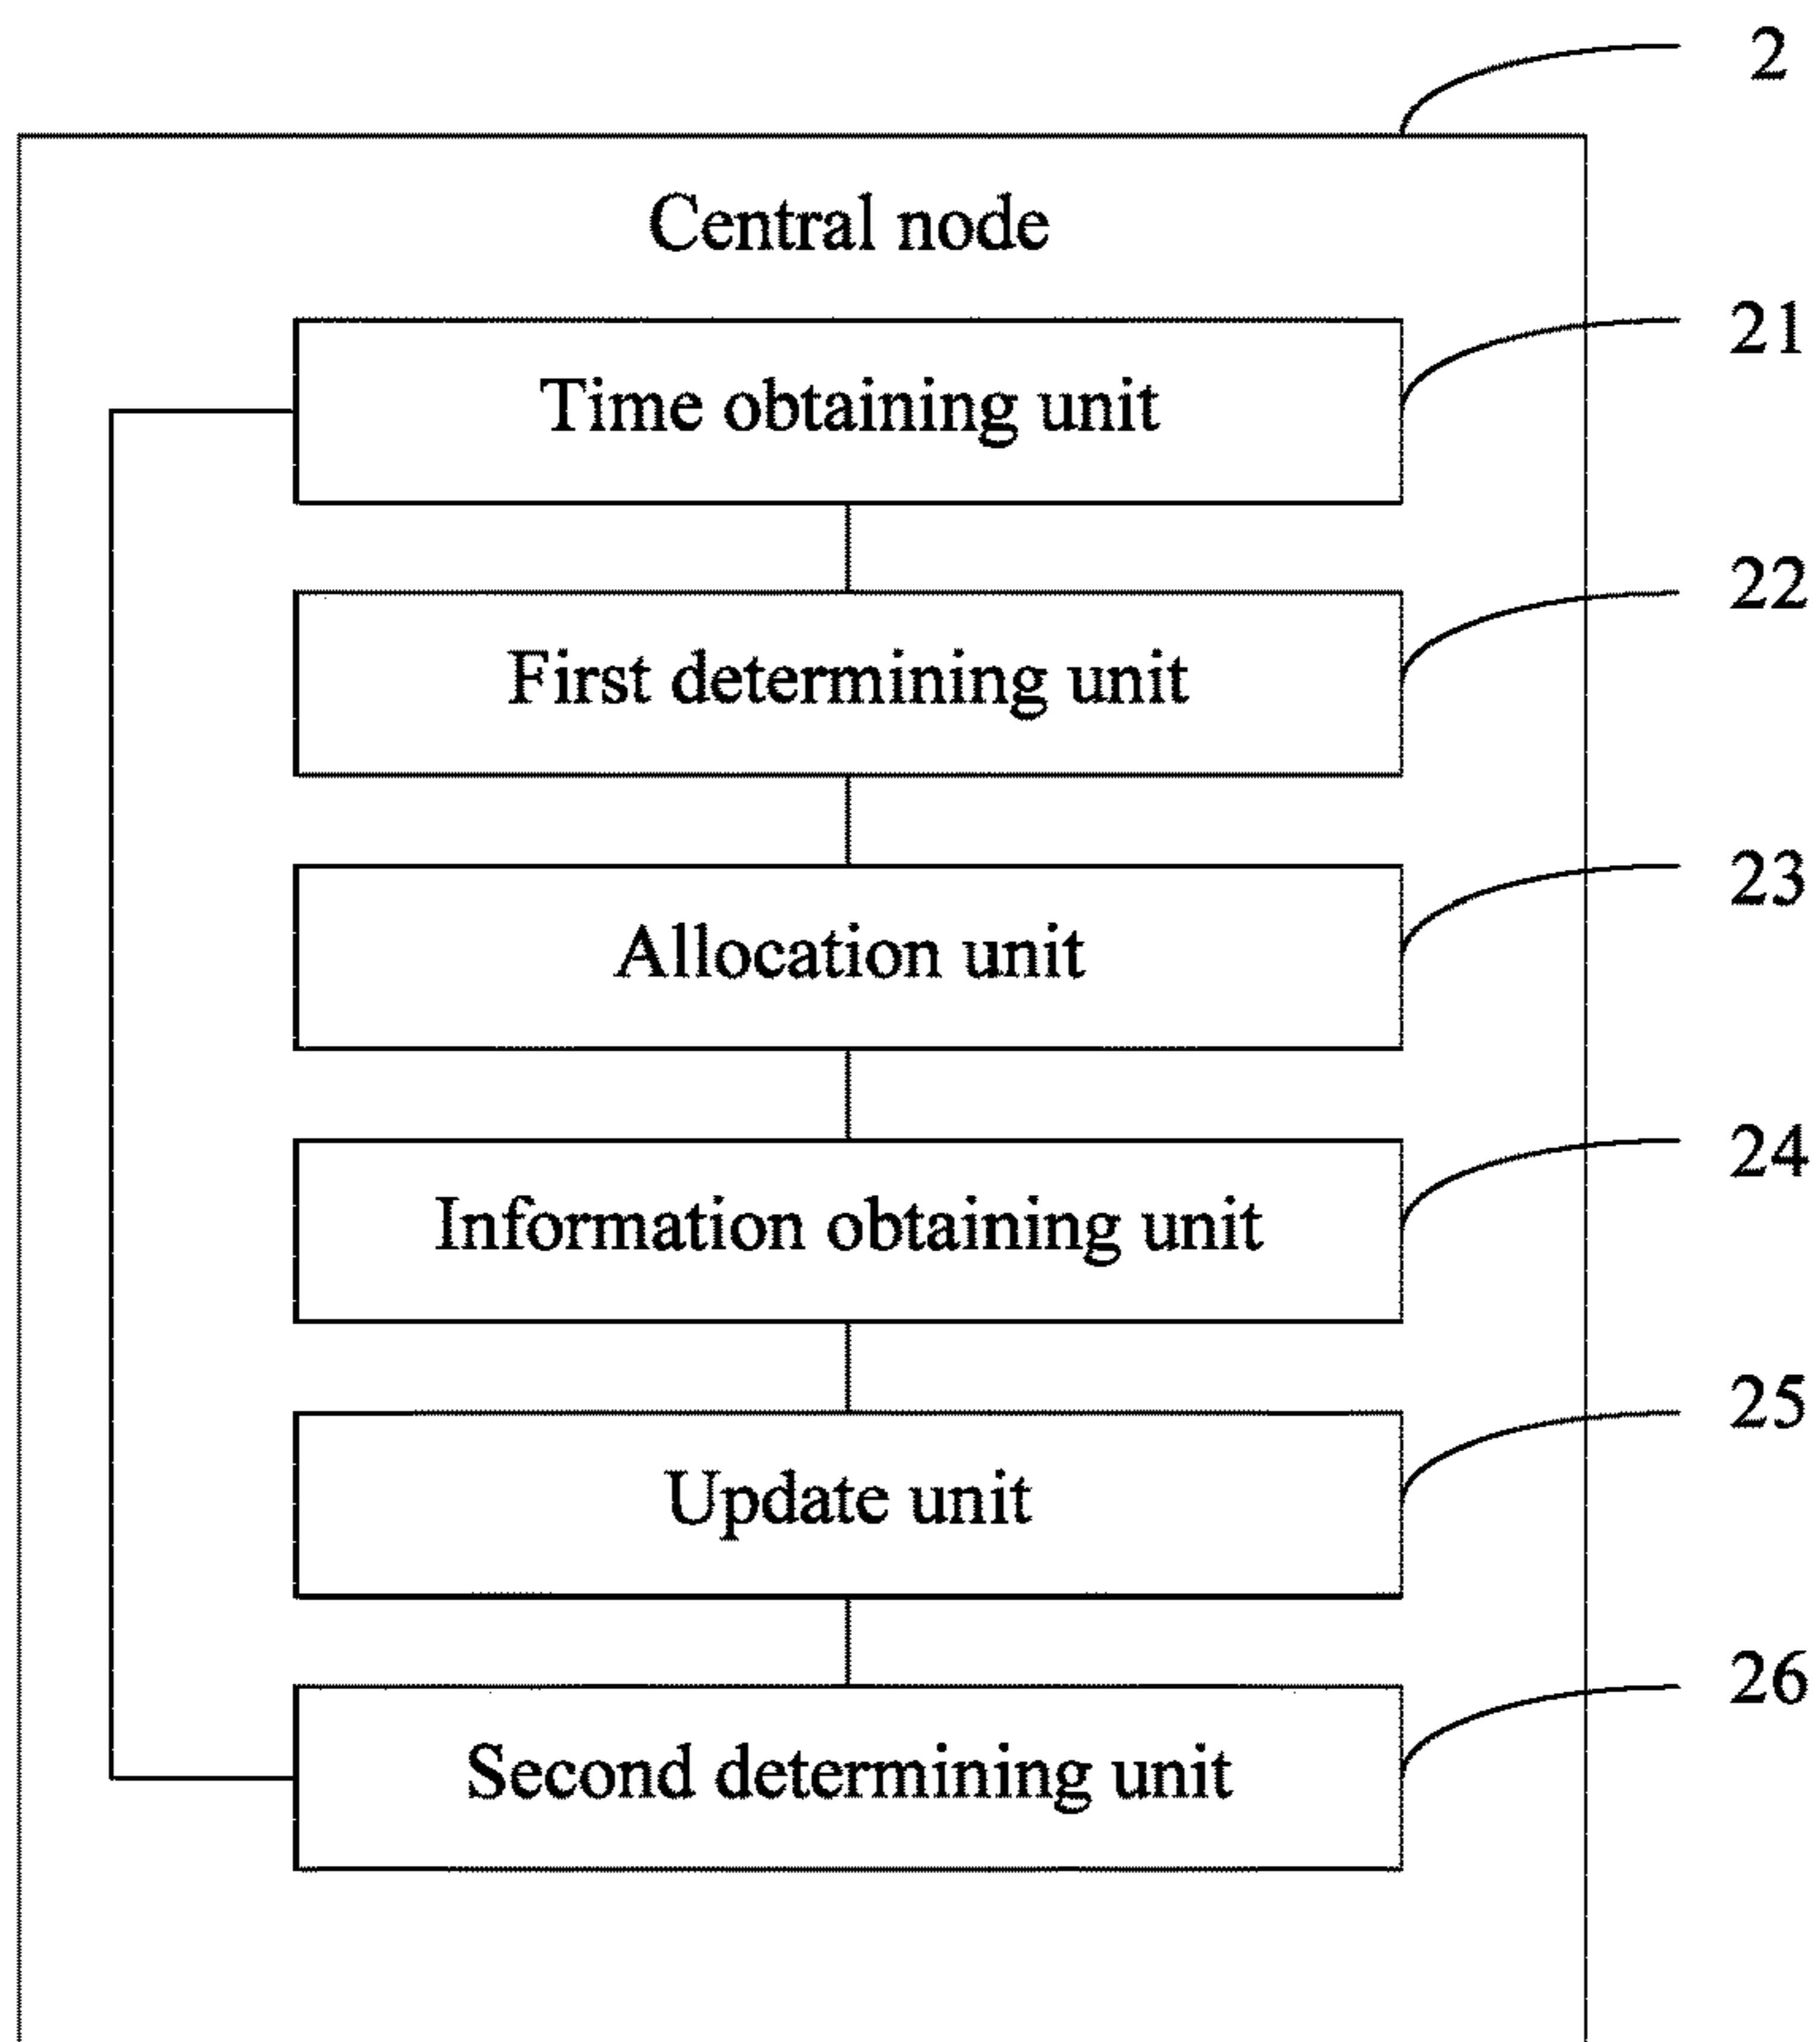 2
Central node
21
Time obtaining unit
22
First determining unit
23
Allocation unit
24
Information obtaining unit
25
Update unit
26
Second determining unit